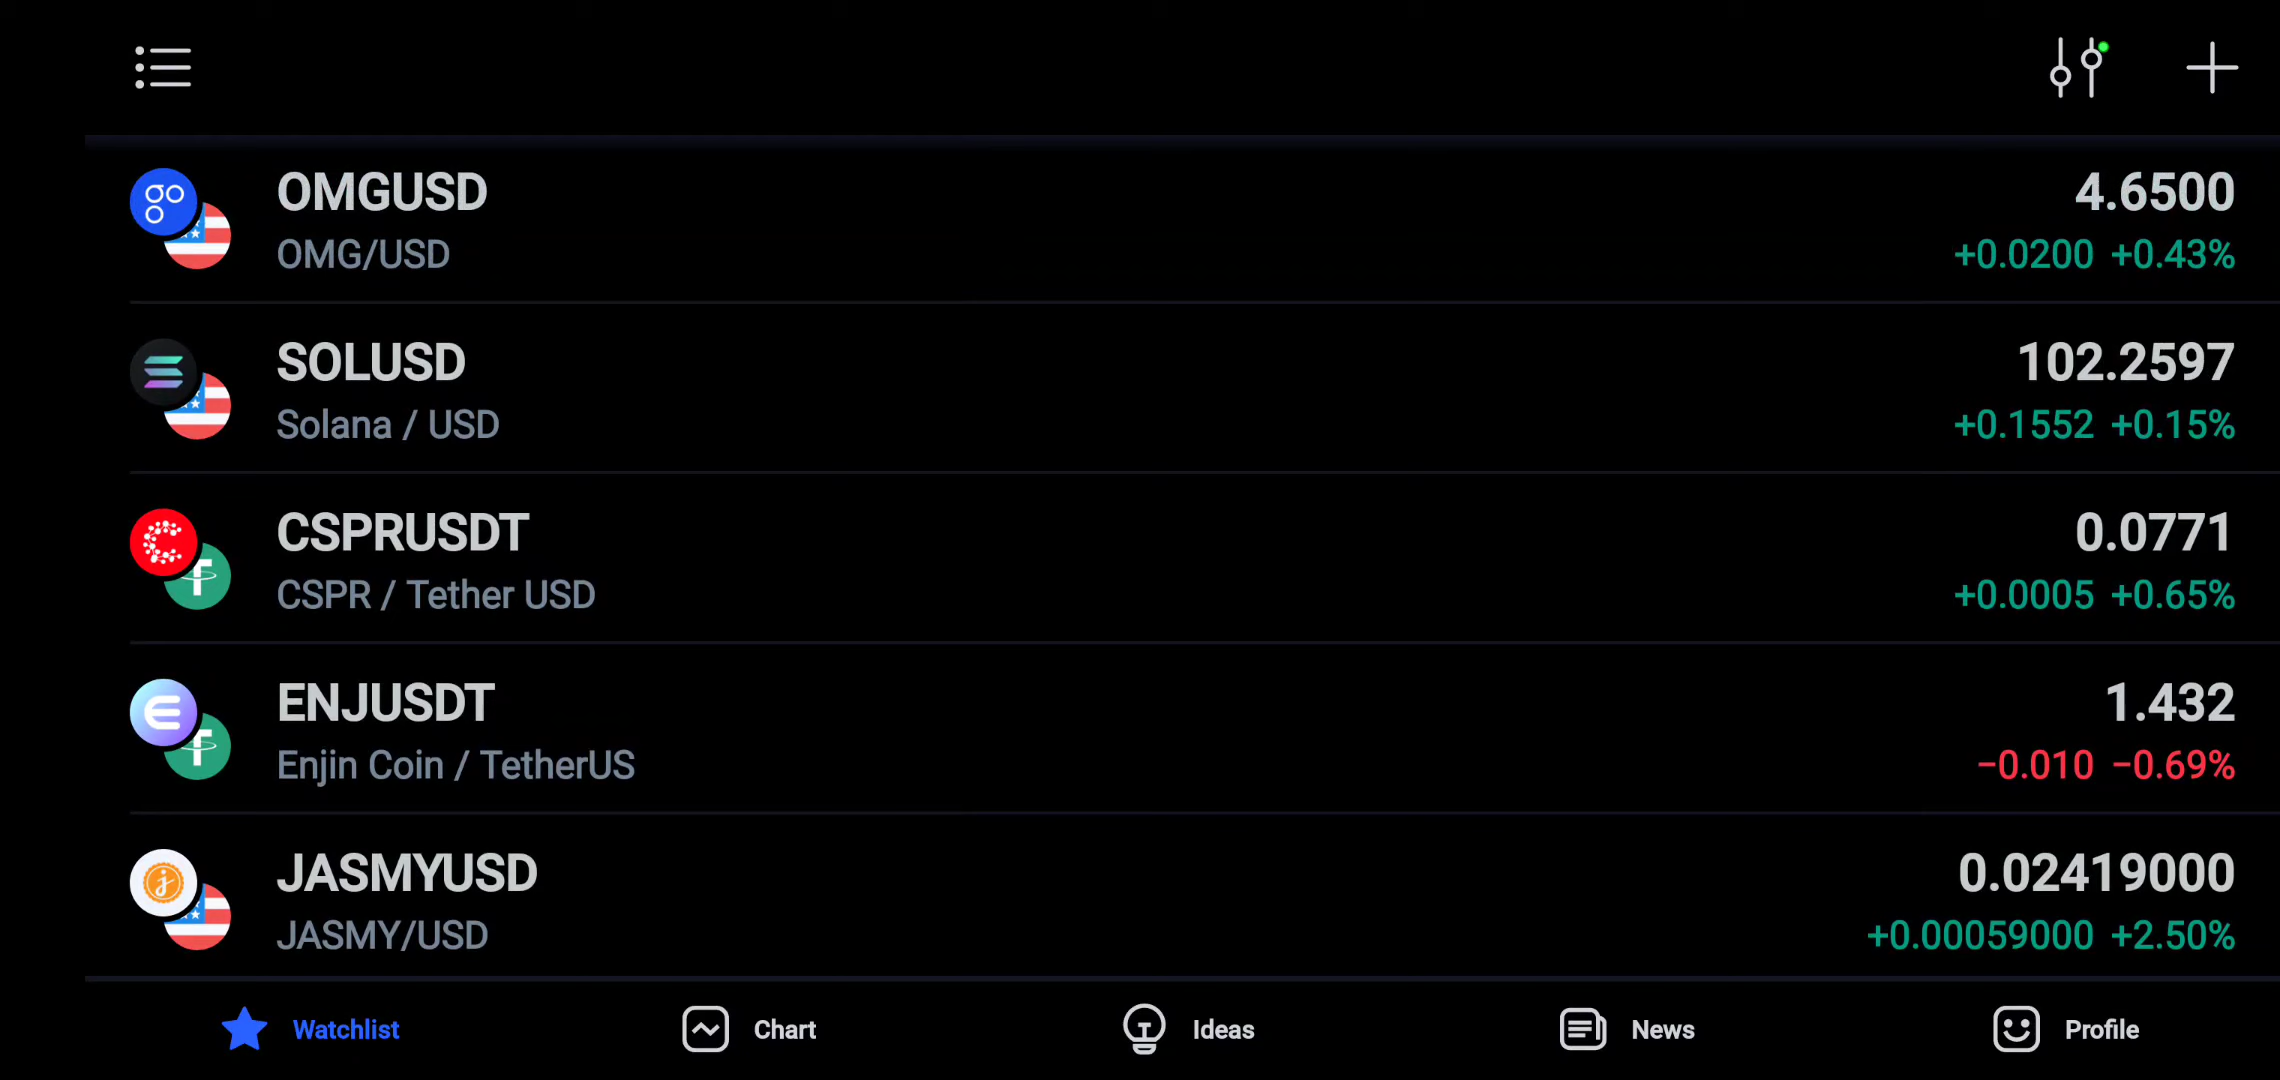 OMGUSD 4.6500
OMG/USD +0.0200 +0.43%
SOLUSD 102.2597
Solana / USD +0.1552 +0.15%
CSPRUSDT 0.0771
CSPR / Tether USD +0.0005 +0.65%
ENJUSDT 1.432
Enjin Coin / TetherUS −0.010 −0.69%
JASMYUSD 0.02419000
JASMY/USD +0.00059000 +2.50%
Watchlist Chart Ideas News Profile